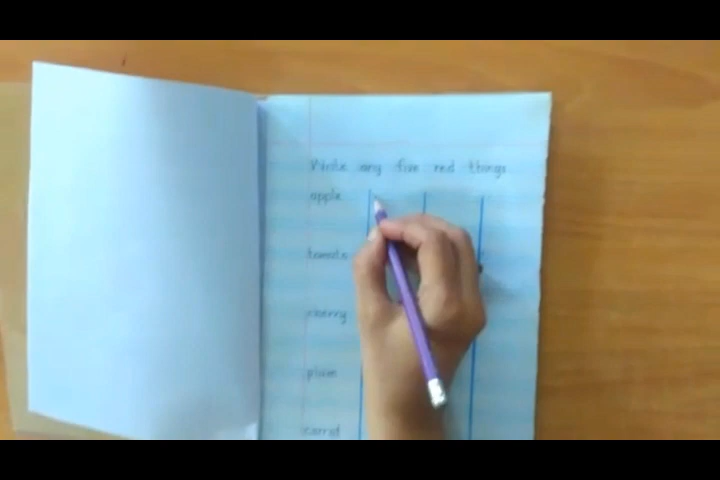 Write any five red things
apple
tomato
cherry
plum
carrot